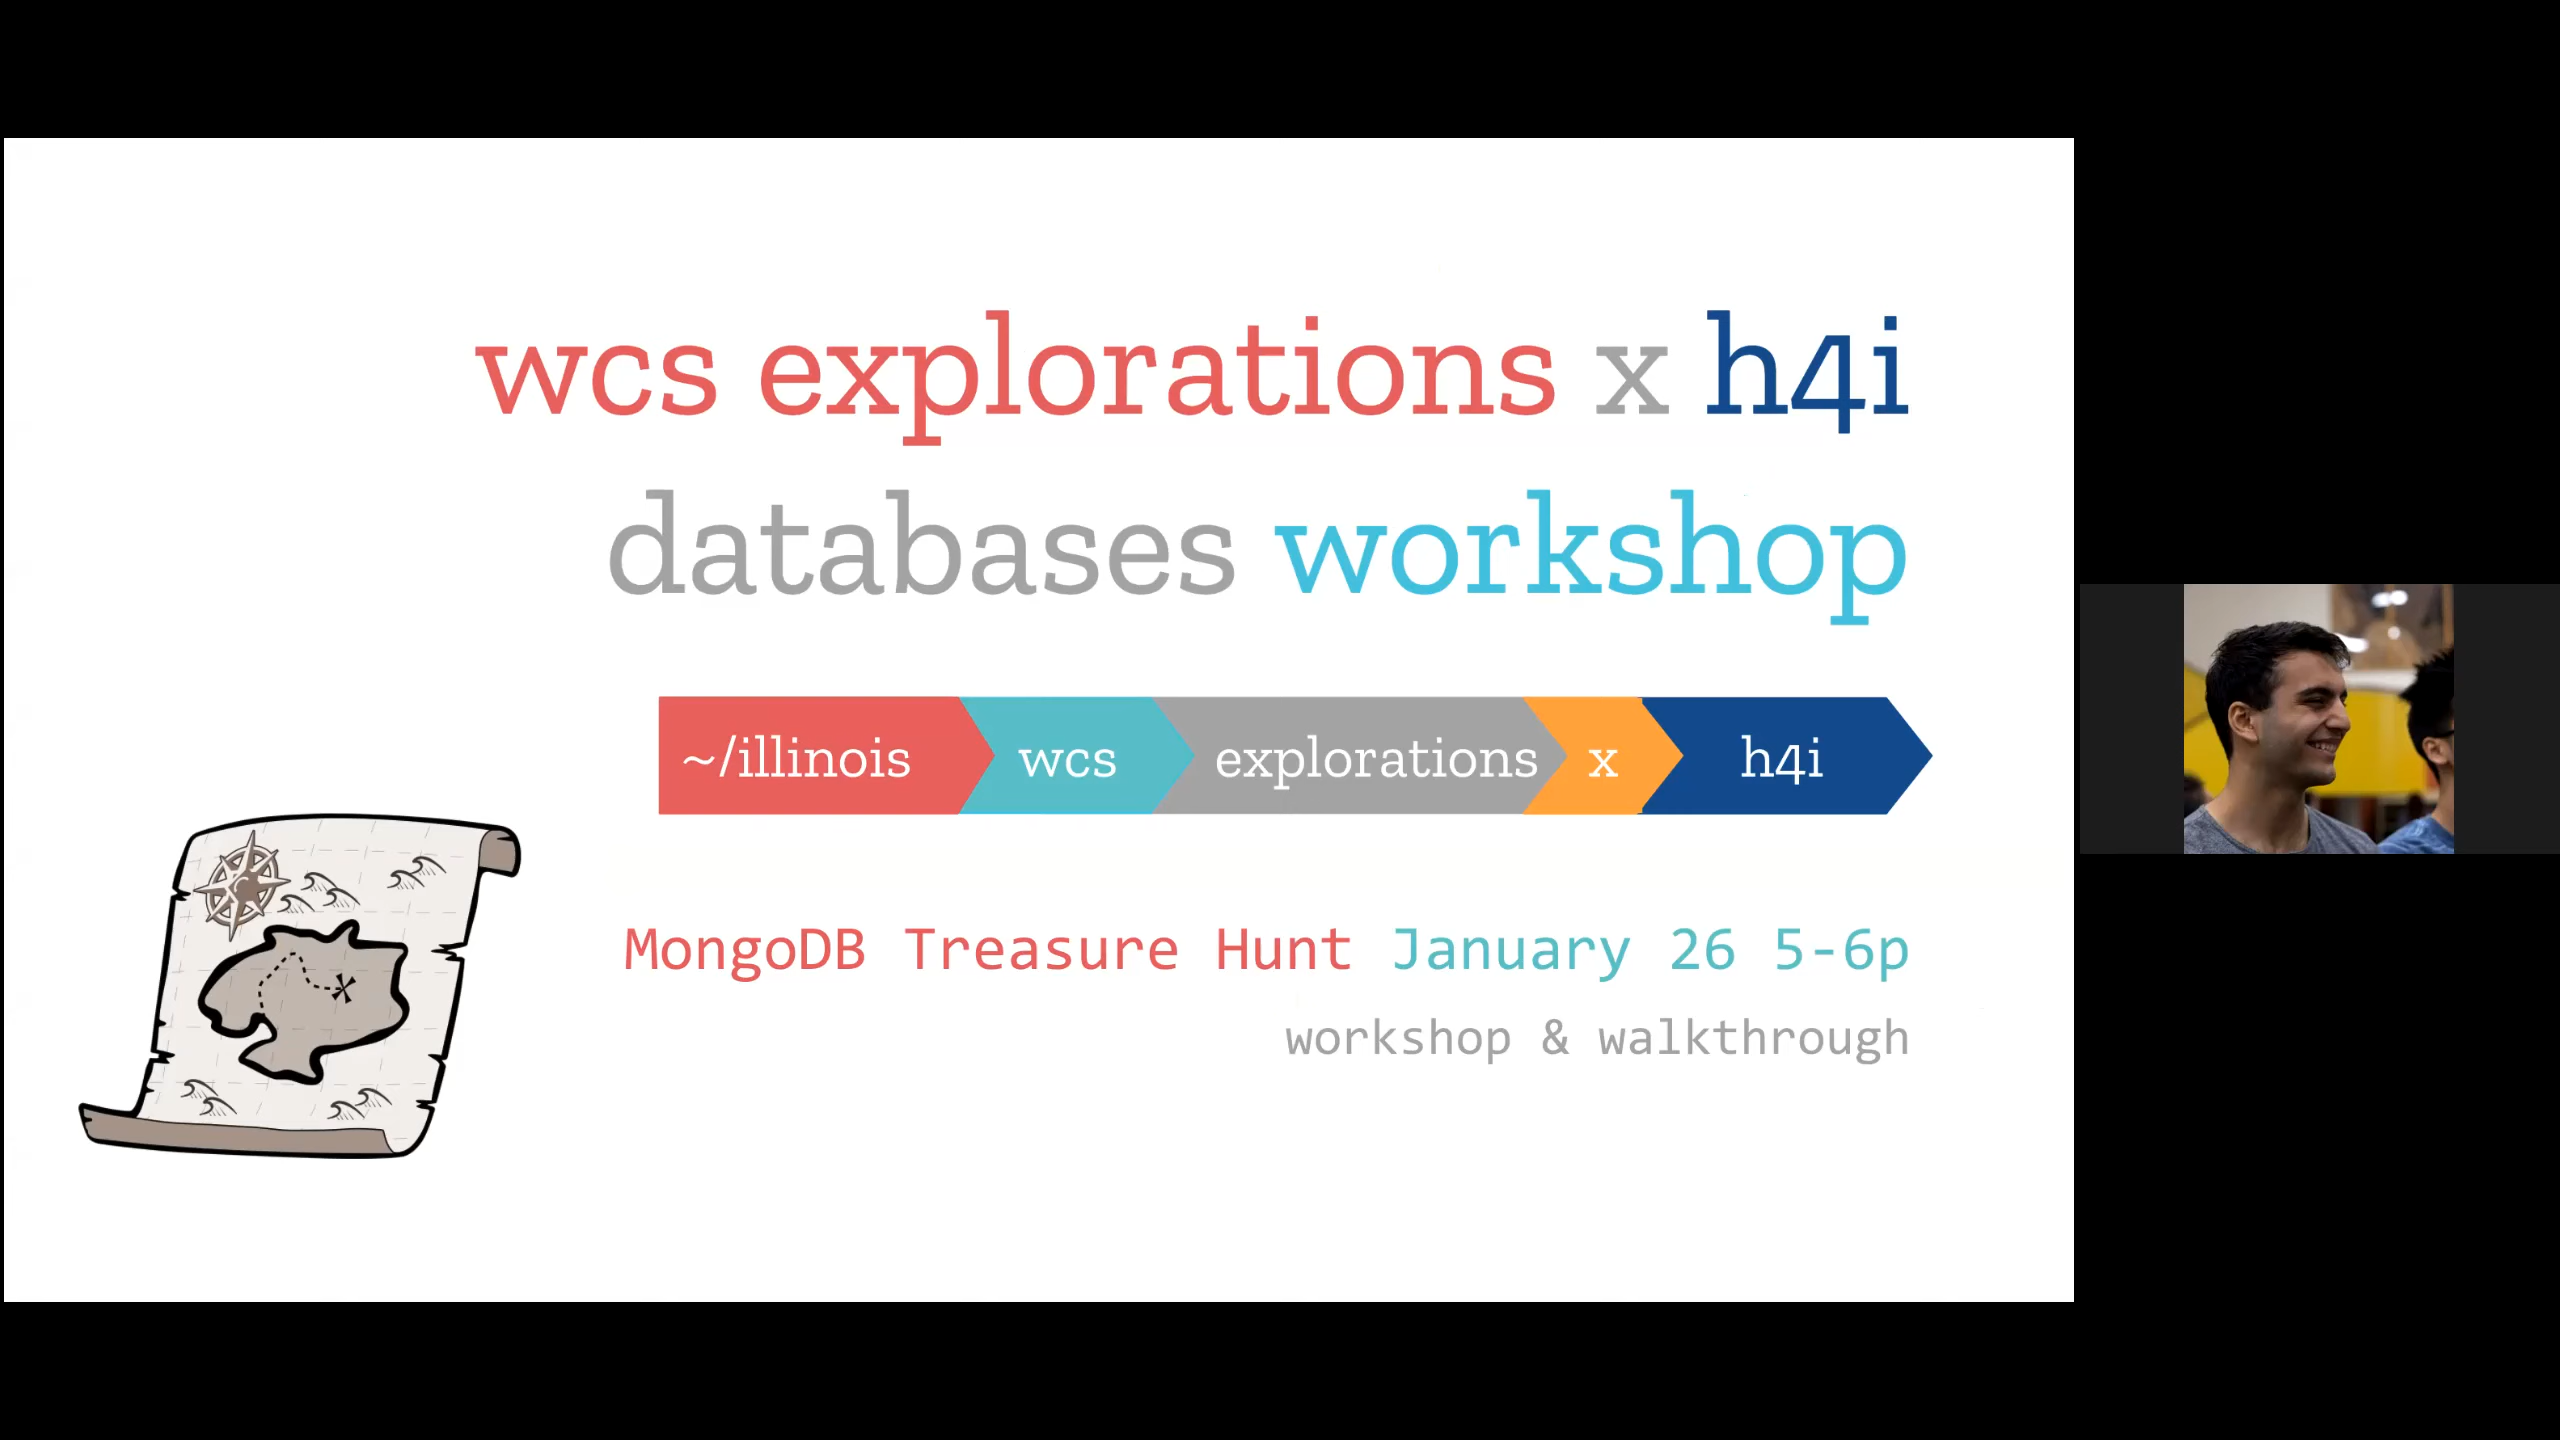 wcs explorations x h4i
databases workshop
~/illinois wcs explorations x h4i
MongoDB Treasure Hunt January 26 5-6p
workshop & walkthrough